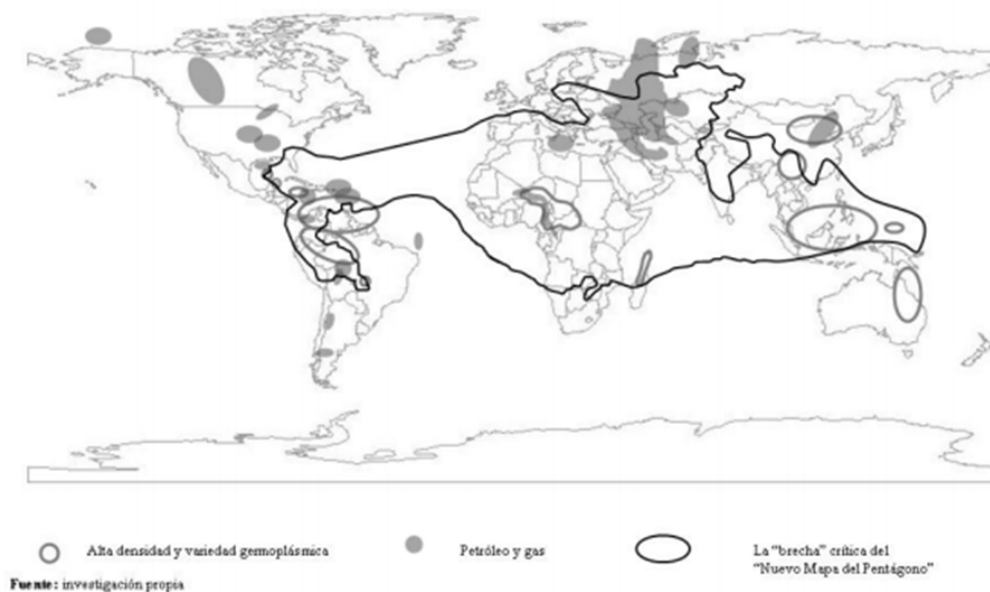 Alta densidad y variedad germoplásmica
Petróleo y gas
La "brecha" crítica del
"Nuevo Mapa del Pentágono"
Fuente: investigación propia